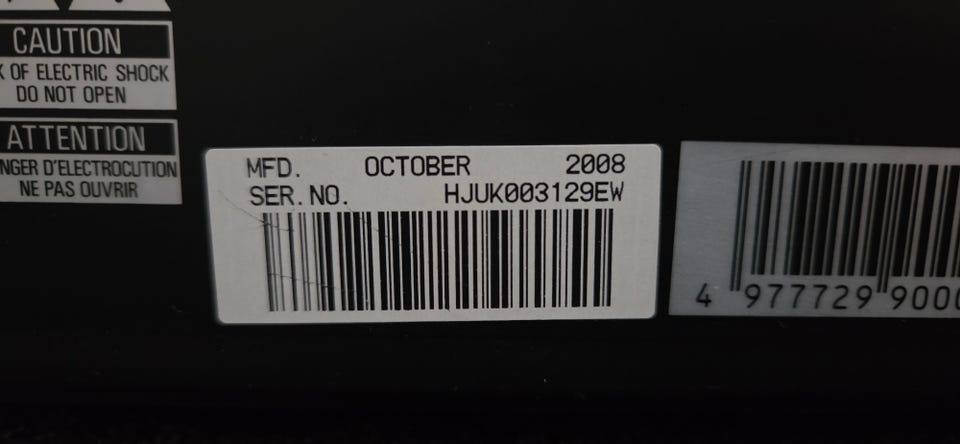 CAUTION
OF ELECTRIC SHOCK
DO NOT OPEN
ATTENTION
NGER D'ELECTROCUTION
NE PAS OUVRIR
MFD. OCTOBER 2008
SER. NO. HJUK003129EW
4 977729 900